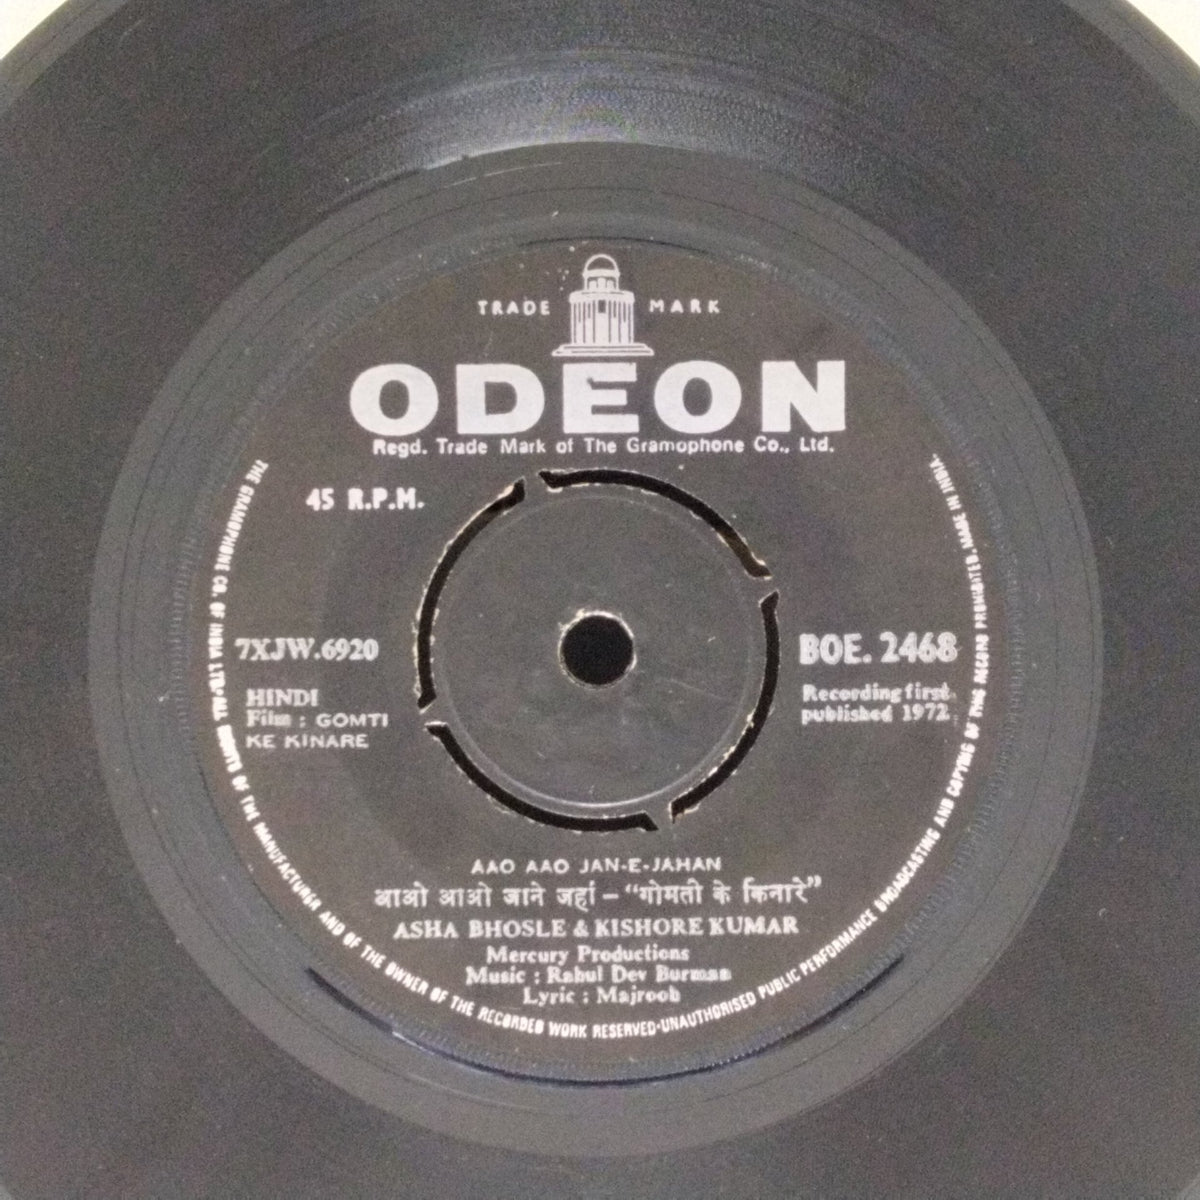 TRADE MARK
ODEON
Regd. Trade Mark of The Gramophone Co., Ltd.
45 R.P.M.
7XJW.6920
HINDI
Film : GOMTI
KE KINARE
BOE. 2468
Recording first
published 1972
AAO AAO JAN-E-JAHAN
आओ आओ जाने जहां – "गोमती के किनारे"
ASHA BHOSLE & KISHORE KUMAR
Mercury Productions
Music : Rahul Dev Burman
Lyric : Majrooh
THE GRAMOPHONE CO. OF INDIA LTD·ALL RIGHTS OF THE MANUFACTURER AND OF THE OWNER OF THE RECORDED WORK RESERVED·UNAUTHORISED PUBLIC PERFORMANCE BROADCASTING AND COPYING OF THIS RECORD PROHIBITED. MADE IN INDIA.